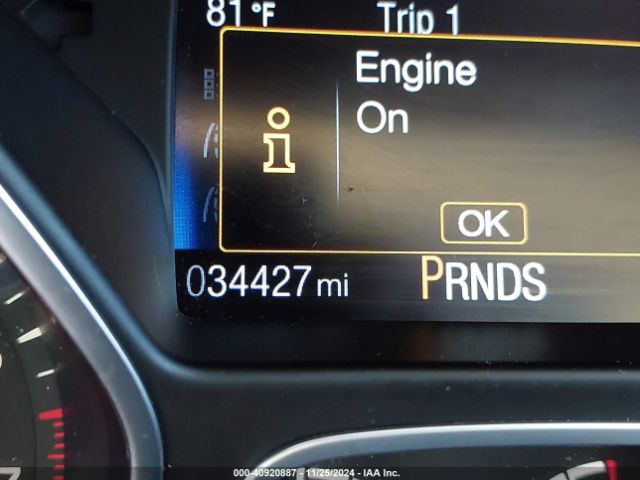 81°F Trip 1
Engine
On
i
OK
034427 mi PRNDS
000-40920887 - 11/25/2024 - IAA Inc.